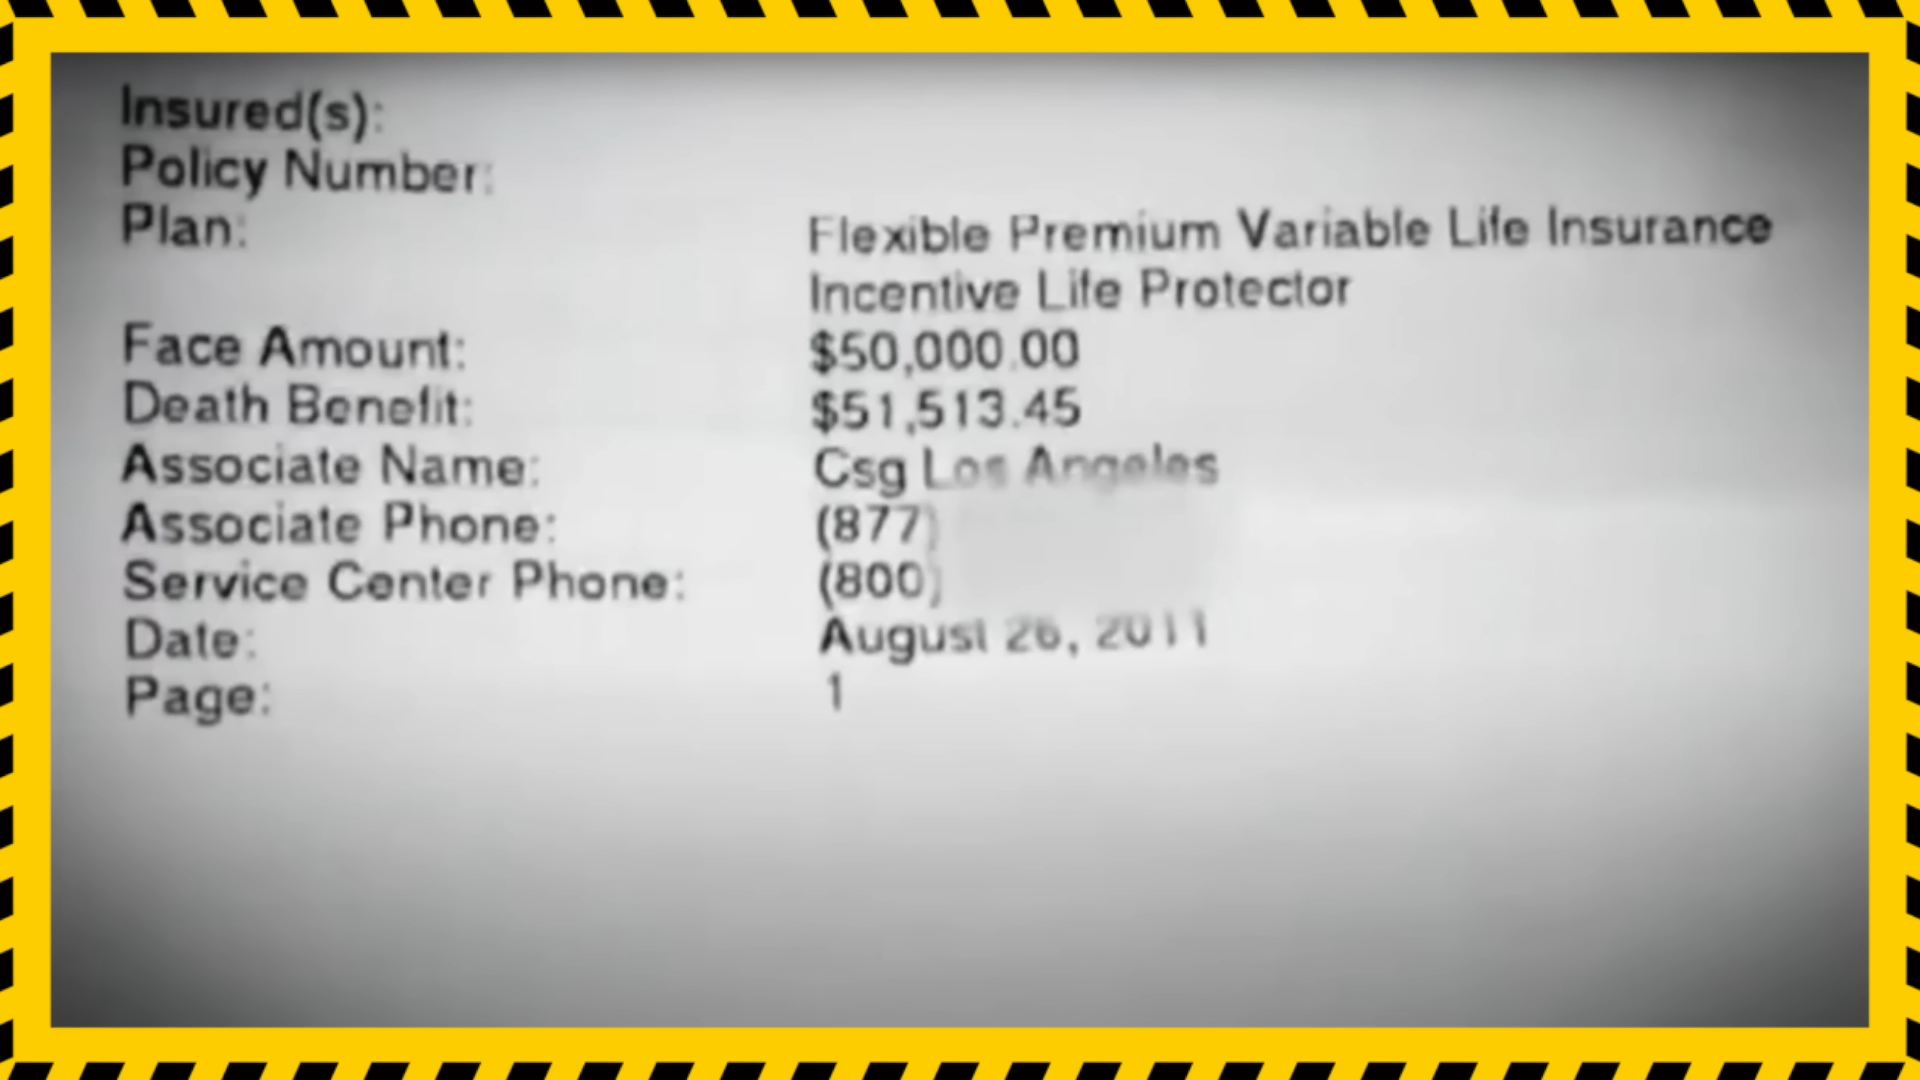 Insured(s):
Policy Number:
Plan: Flexible Premium Variable Life Insurance
Incentive Life Protector
Face Amount: $50,000.00
Death Benefit: $51,513.45
Associate Name: Csg Los Angeles
Associate Phone: (877)
Service Center Phone: (800)
Date: August 26, 2011
Page: 1